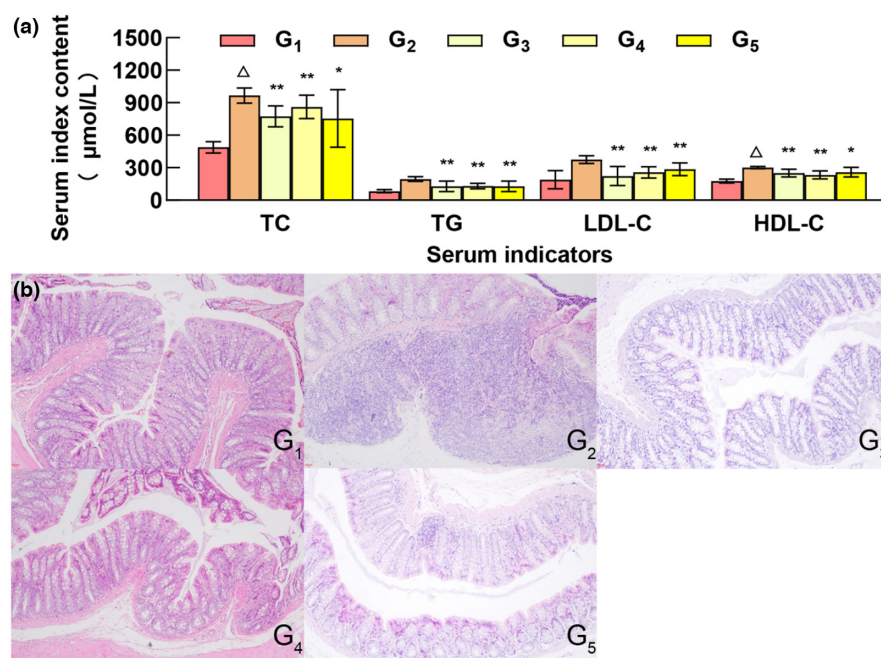 (a)
1500
1200
900
600
300
0
Serum index content
( μmol/L)
G1 G2 G3 G4 G5
△ ** ** *
** ** **
** ** **
△ ** ** *
TC TG LDL-C HDL-C
Serum indicators
(b)
G1
G2
G
G4
G5